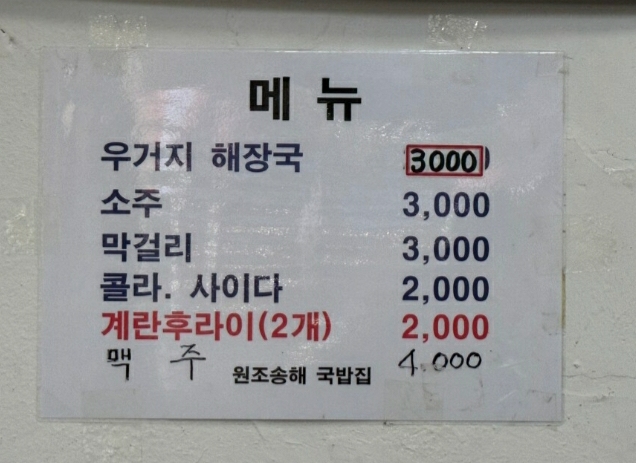 메뉴
우거지 해장국 3000
소주 3,000
막걸리 3,000
콜라. 사이다 2,000
계란후라이(2개) 2,000
맥 주 4.000
원조송해 국밥집